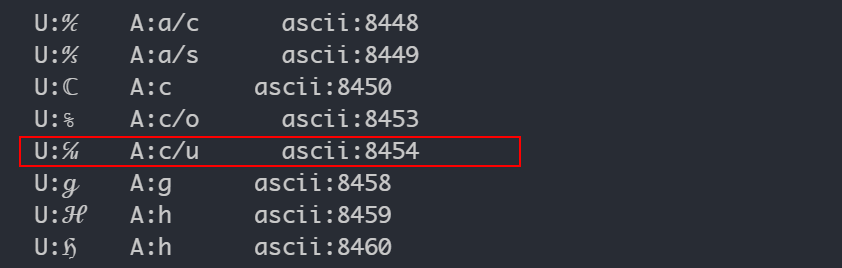 U:℀    A:a/c      ascii:8448
U:℁    A:a/s      ascii:8449
U:ℂ    A:c      ascii:8450
U:℅    A:c/o      ascii:8453
U:℆    A:c/u      ascii:8454
U:ℊ    A:g      ascii:8458
U:ℋ    A:h      ascii:8459
U:ℌ    A:h      ascii:8460